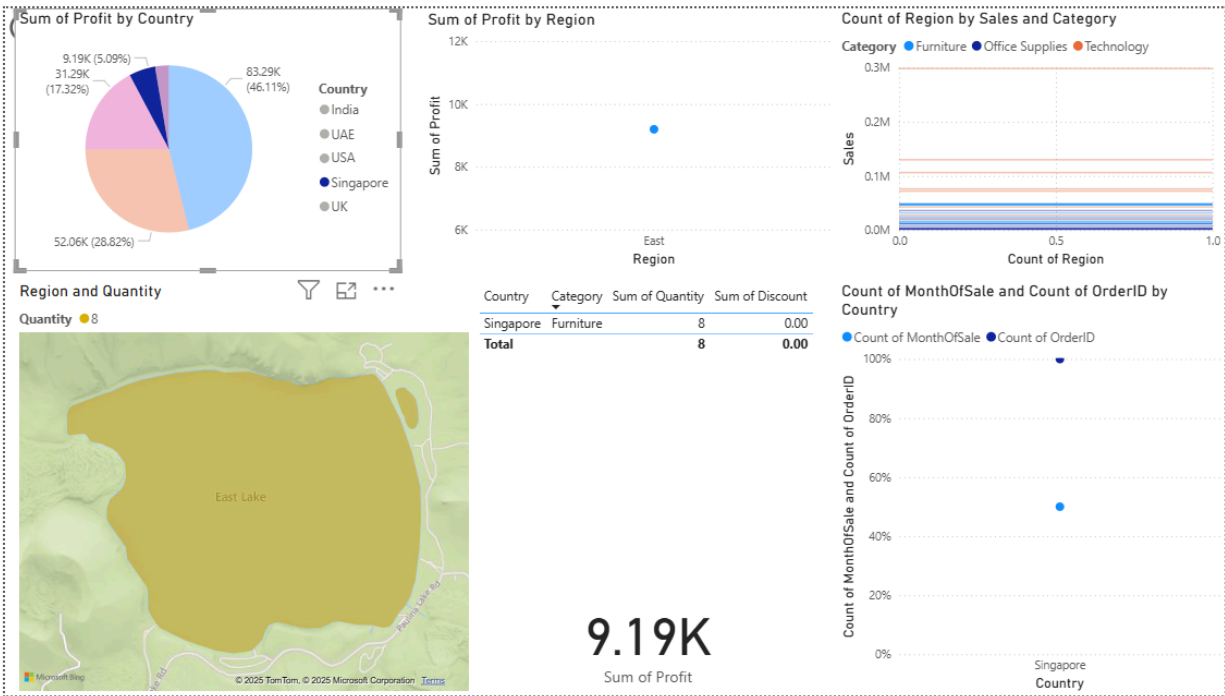 Sum of Profit by Country
9.19K (5.09%)
31.29K
(17.32%)
83.29K
(46.11%)
52.06K (28.82%)
Country
India
UAE
USA
Singapore
UK
Sum of Profit by Region
12K
10K
8K
6K
Sum of Profit
East
Region
Count of Region by Sales and Category
Category Furniture Office Supplies Technology
0.3M
0.2M
0.1M
0.0M
Sales
0.0 0.5 1.0
Count of Region
Region and Quantity
Quantity 8
East Lake
Paulina Lake Rd
ke Rd
Microsoft Bing
© 2025 TomTom, © 2025 Microsoft Corporation Terms
Country Category Sum of Quantity Sum of Discount
Singapore Furniture 8 0.00
Total 8 0.00
9.19K
Sum of Profit
Count of MonthOfSale and Count of OrderID by
Country
Count of MonthOfSale Count of OrderID
100%
80%
60%
40%
20%
0%
Count of MonthOfSale and Count of OrderID
Singapore
Country